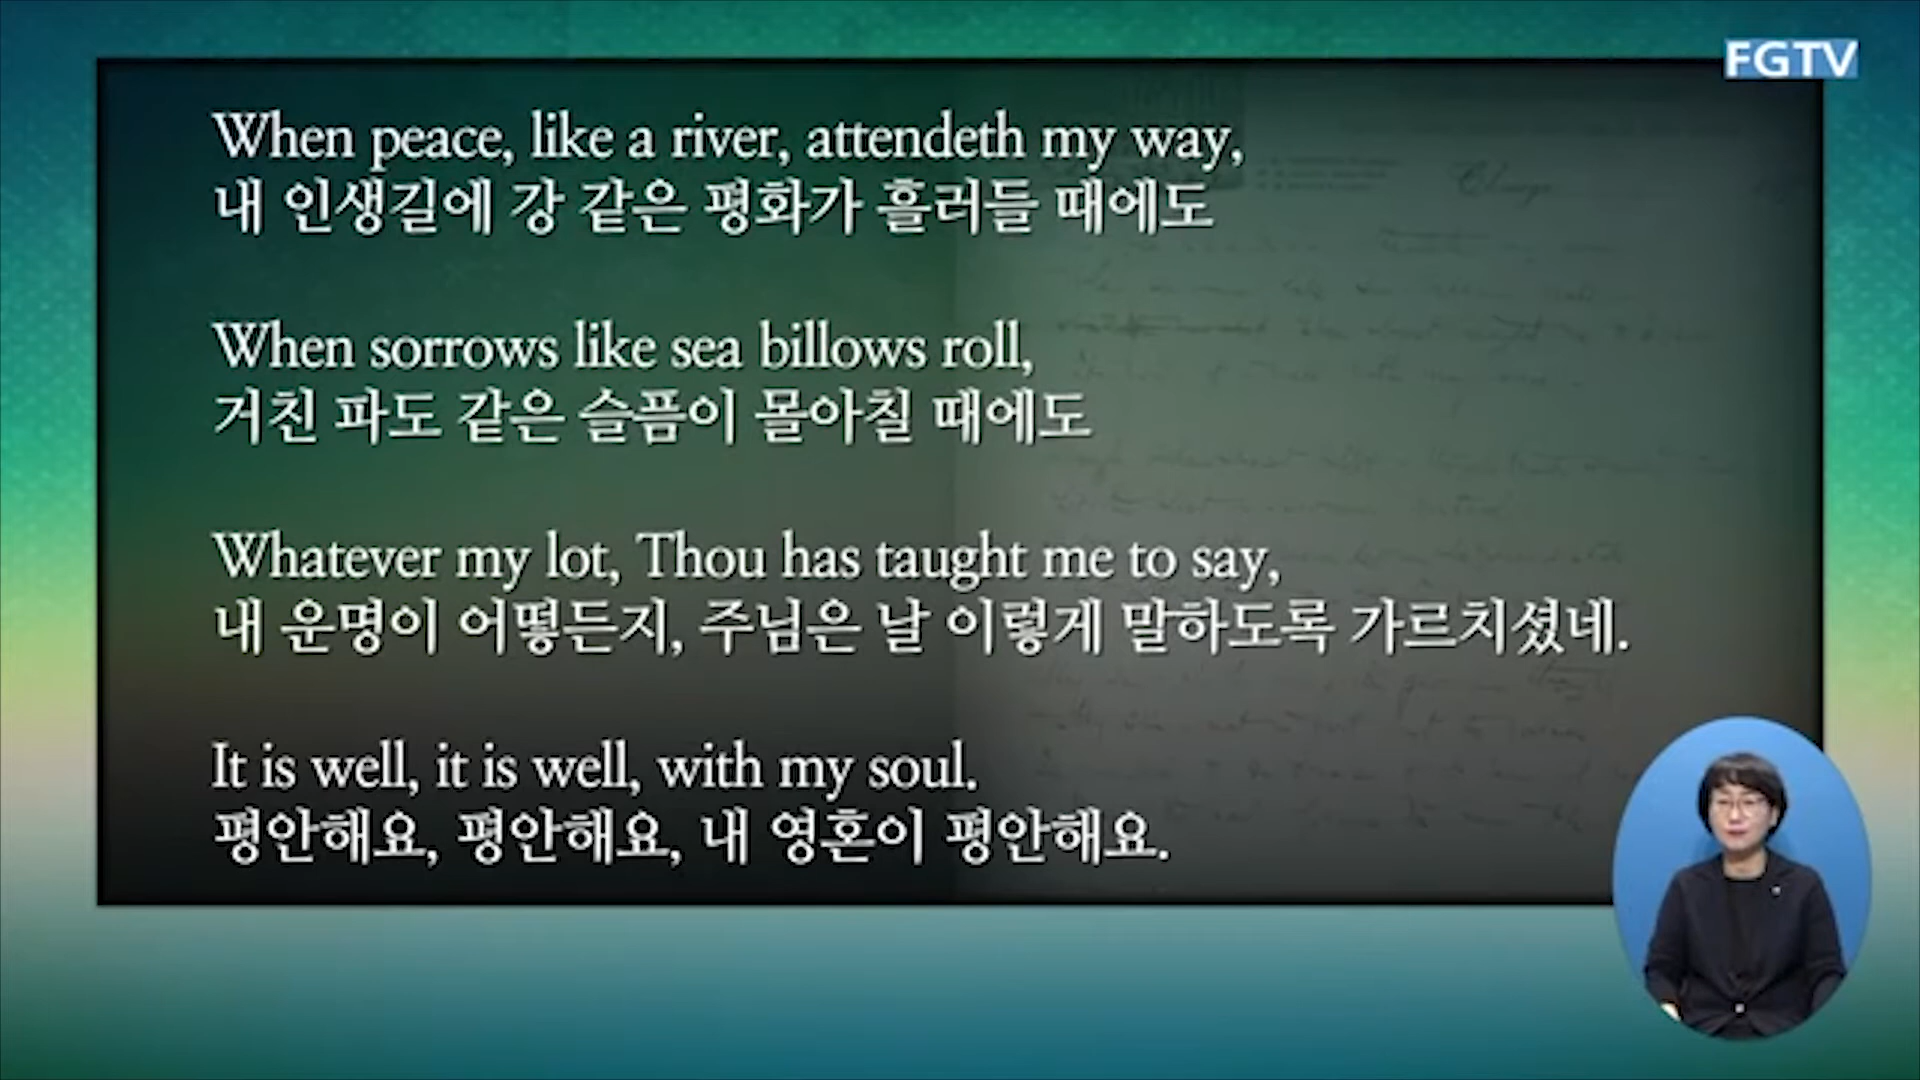 FGTV
When peace, like a river, attendeth my way,
내 인생길에 강 같은 평화가 흘러들 때에도
When sorrows like sea billows roll,
거친 파도 같은 슬픔이 몰아칠 때에도
Whatever my lot, Thou has taught me to say,
내 운명이 어떻든지, 주님은 날 이렇게 말하도록 가르치셨네.
It is well, it is well, with my soul.
평안해요, 평안해요, 내 영혼이 평안해요.